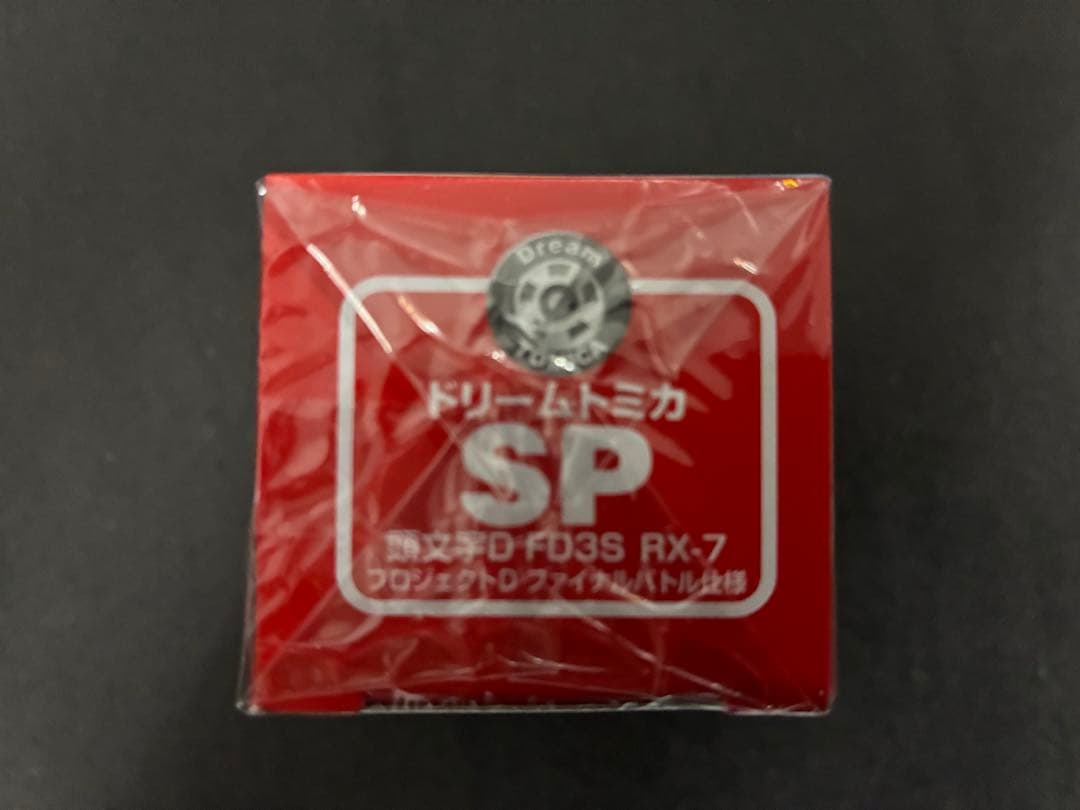 Dream
TOMICA
ドリームトミカ
SP
頭文字D FD3S RX-7
プロジェクトD ファイナルバトル仕様